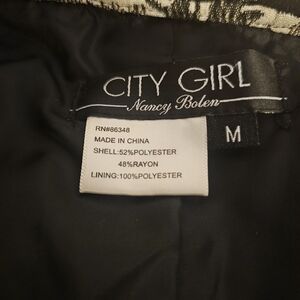 CITY GIRL
Nancy Bolen
M
RN#86348
MADE IN CHINA
SHELL:52%POLYESTER
48%RAYON
LINING:100%POLYESTER